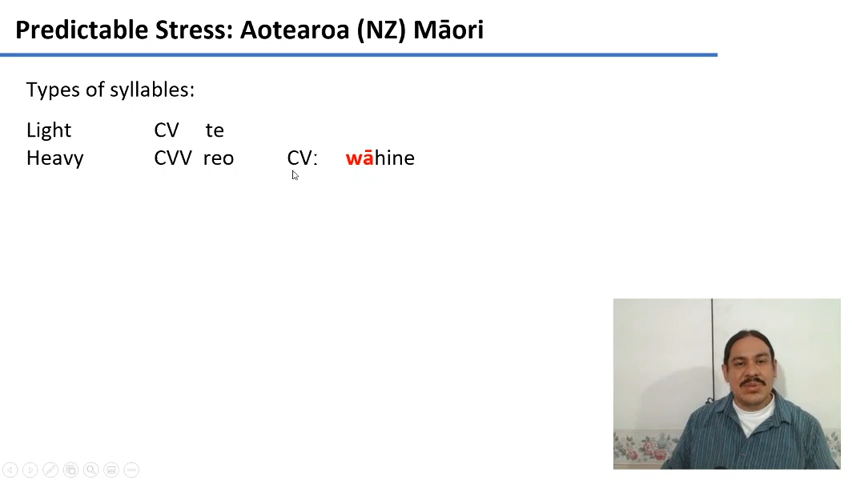 Predictable Stress: Aotearoa (NZ) Māori
Types of syllables:
Light CV te
Heavy CVV reo CV: wāhine